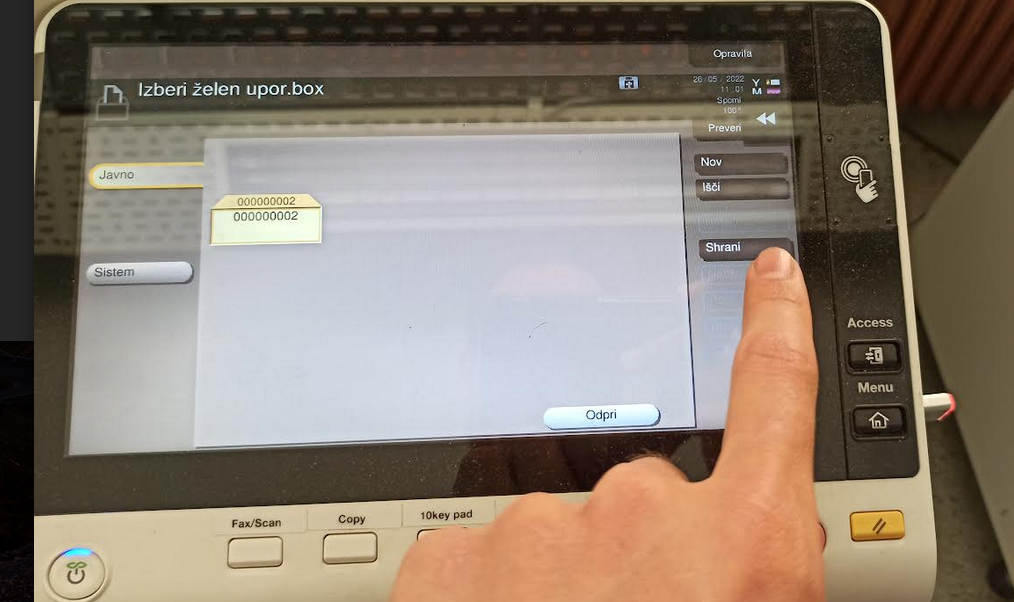 Opravila
Izberi želen upor.box
26/05/2022
11:01
Y
M
Spomi
100°
Preveri
Javno
Nov
Išči
000000002
000000002
Shrani
Sistem
Access
Menu
Odpri
Fax/Scan
Copy
10key pad